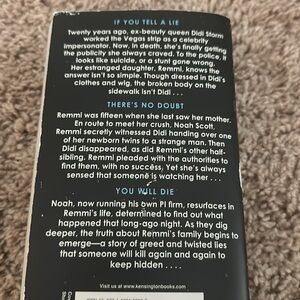 IF YOU TELL A LIE
Twenty years ago, ex-beauty queen Didi Storm
worked the Vegas strip as a celebrity
impersonator. Now, in death, she's finally getting
the publicity she always craved. To the police, it
looks like suicide, or a stunt gone wrong.
Her estranged daughter, Remmi, knows the
answer isn't so simple. Though dressed in Didi's
clothes and wig, the broken body on the
sidewalk isn't Didi . . .
THERE'S NO DOUBT
Remmi was fifteen when she last saw her mother.
En route to meet her crush, Noah Scott,
Remmi secretly witnessed Didi handing over one
of her newborn twins to a strange man. Then
Didi disappeared, as did Remmi's other half-
sibling. Remmi pleaded with the authorities to
find them, with no success. Yet she's always
sensed that someone is watching her . . .
YOU WILL DIE
Noah, now running his own PI firm, resurfaces in
Remmi's life, determined to find out what
happened that long-ago night. As they dig
deeper, the truth about Remmi's family begins to
emerge—a story of greed and twisted lies
that someone will kill again and again to
keep hidden . . . .
Visit us at www.kensingtonbooks.com